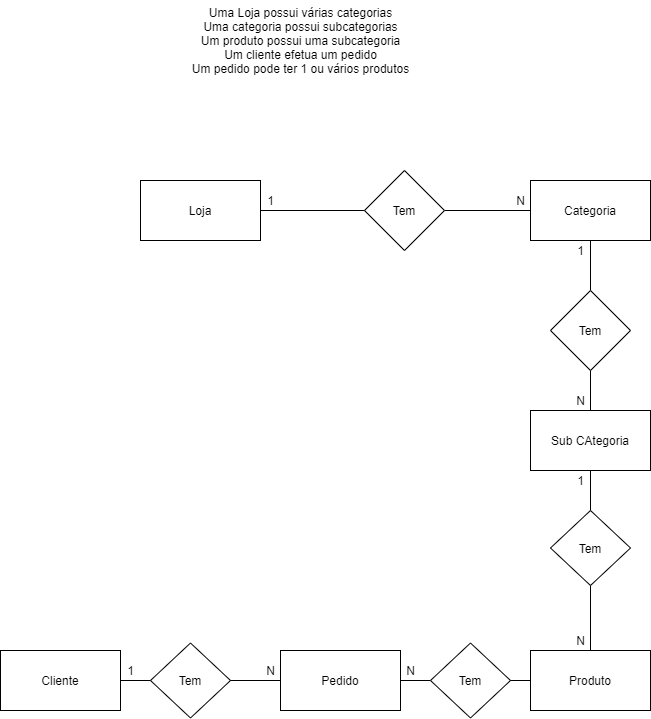 Uma Loja possui várias categorias
Uma categoria possui subcategorias
Um produto possui uma subcategoria
Um cliente efetua um pedido
Um pedido pode ter 1 ou vários produtos
Loja
1
Tem
N
Categoria
1
Tem
N
Sub CAtegoria
1
Tem
N
Cliente
1
Tem
N
Pedido
N
Tem
Produto